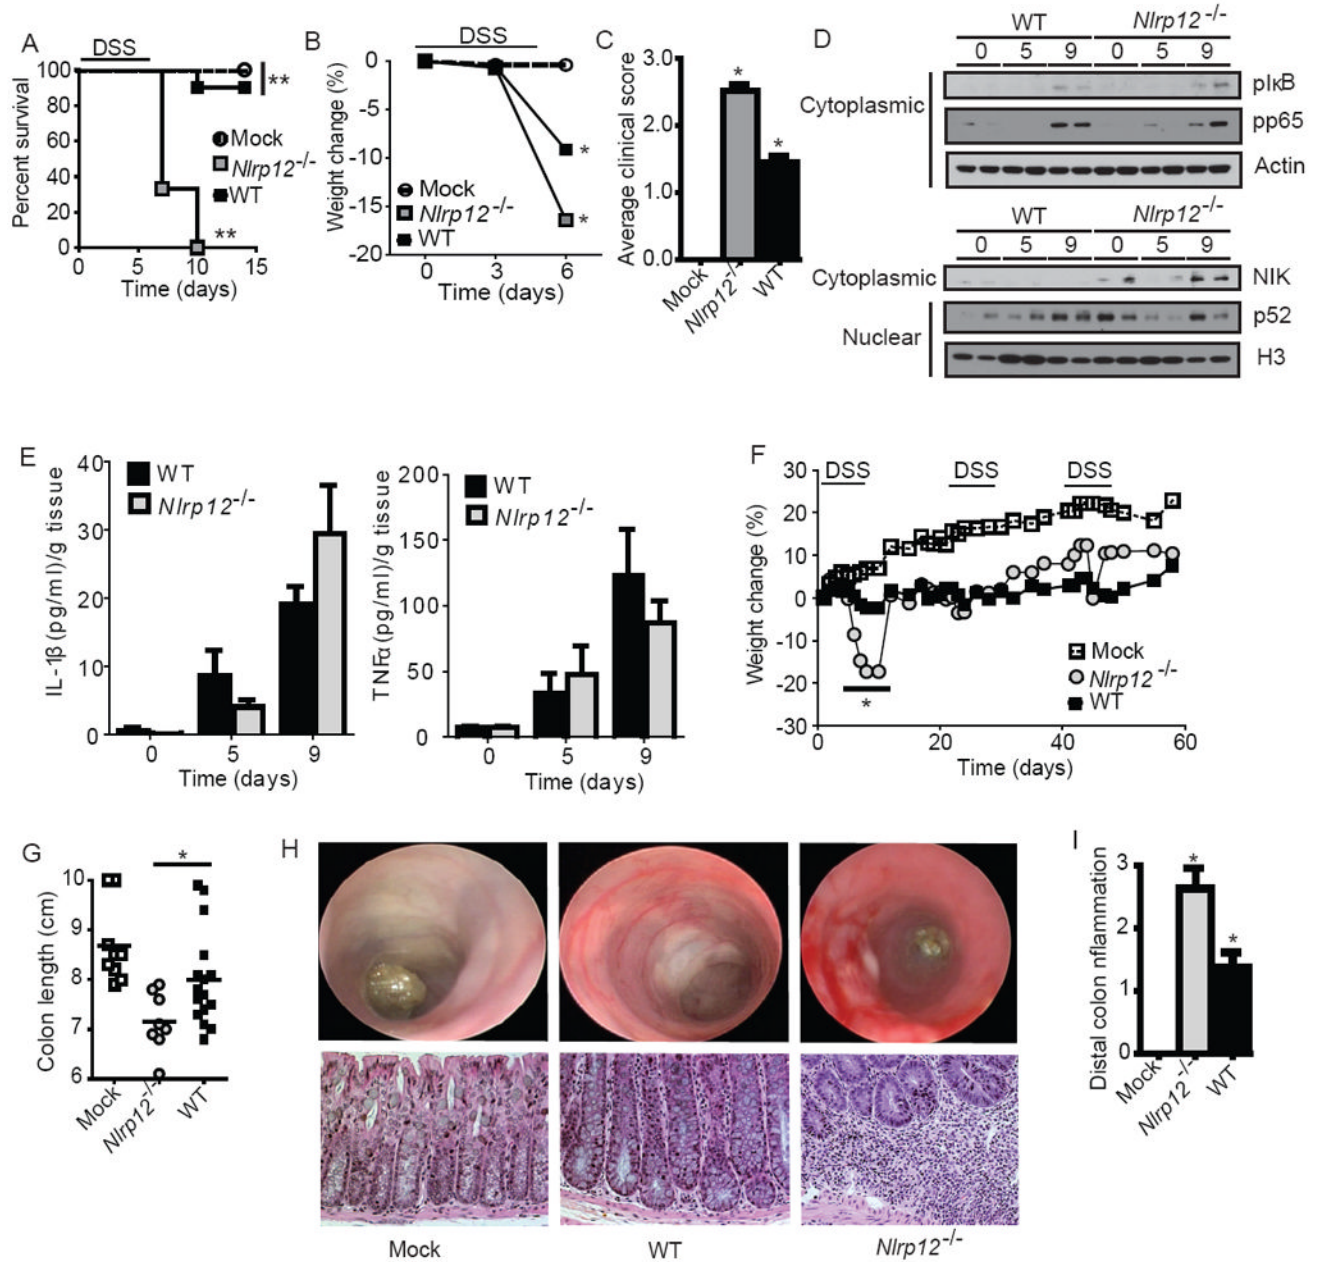 A
DSS
Percent survival
100
80
60
40
20
0
0 5 10 15
Time (days)
**
**
Mock
Nlrp12-/-
WT
B
DSS
Weight change (%)
0
-5
-10
-15
-20
0 3 6
Time (days)
*
*
Mock
Nlrp12-/-
WT
C
Average clinical score
3.0
2.0
1.0
0.0
*
*
Mock
Nlrp12-/-
WT
D
WT Nlrp12-/-
0 5 9 0 5 9
Cytoplasmic
pIκB
pp65
Actin
WT Nlrp12-/-
0 5 9 0 5 9
Cytoplasmic
NIK
Nuclear
p52
H3
E
IL-1β (pg/ml)/g tissue
40
30
20
10
0
WT
Nlrp12-/-
0 5 9
Time (days)
TNFα (pg/ml)/g tissue
200
150
100
50
0
WT
Nlrp12-/-
0 5 9
Time (days)
F
Weight change (%)
30
20
10
0
-10
-20
-30
DSS DSS DSS
*
Mock
Nlrp12-/-
WT
0 20 40 60
Time (days)
G
Colon length (cm)
10
9
8
7
6
*
Mock
Nlrp12-/-
WT
H
Mock WT Nlrp12-/-
I
Distal colon nflammation
3
2
1
0
*
*
Mock
Nlrp12-/-
WT